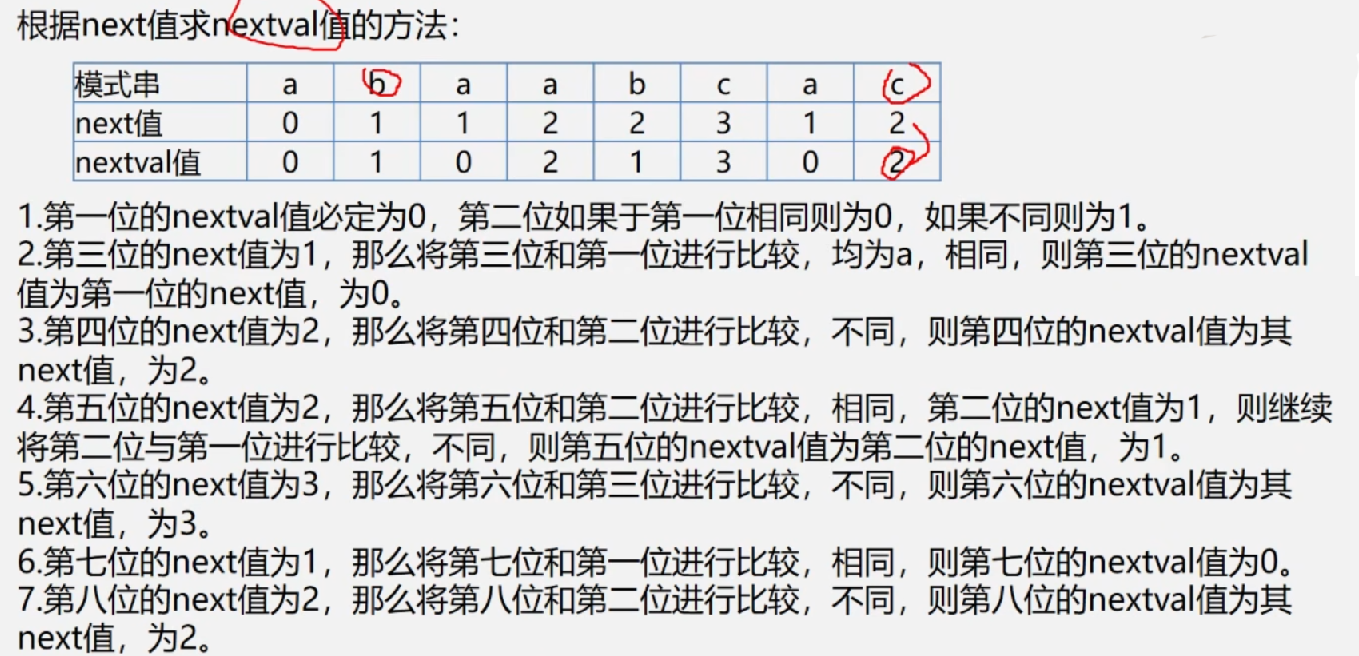 根据next值求nextval值的方法：
模式串 a b a a b c a c
next值 0 1 1 2 2 3 1 2
nextval值 0 1 0 2 1 3 0 2
1.第一位的nextval值必定为0，第二位如果于第一位相同则为0，如果不同则为1。
2.第三位的next值为1，那么将第三位和第一位进行比较，均为a，相同，则第三位的nextval
值为第一位的next值，为0。
3.第四位的next值为2，那么将第四位和第二位进行比较，不同，则第四位的nextval值为其
next值，为2。
4.第五位的next值为2，那么将第五位和第二位进行比较，相同，第二位的next值为1，则继续
将第二位与第一位进行比较，不同，则第五位的nextval值为第二位的next值，为1。
5.第六位的next值为3，那么将第六位和第三位进行比较，不同，则第六位的nextval值为其
next值，为3。
6.第七位的next值为1，那么将第七位和第一位进行比较，相同，则第七位的nextval值为0。
7.第八位的next值为2，那么将第八位和第二位进行比较，不同，则第八位的nextval值为其
next值，为2。